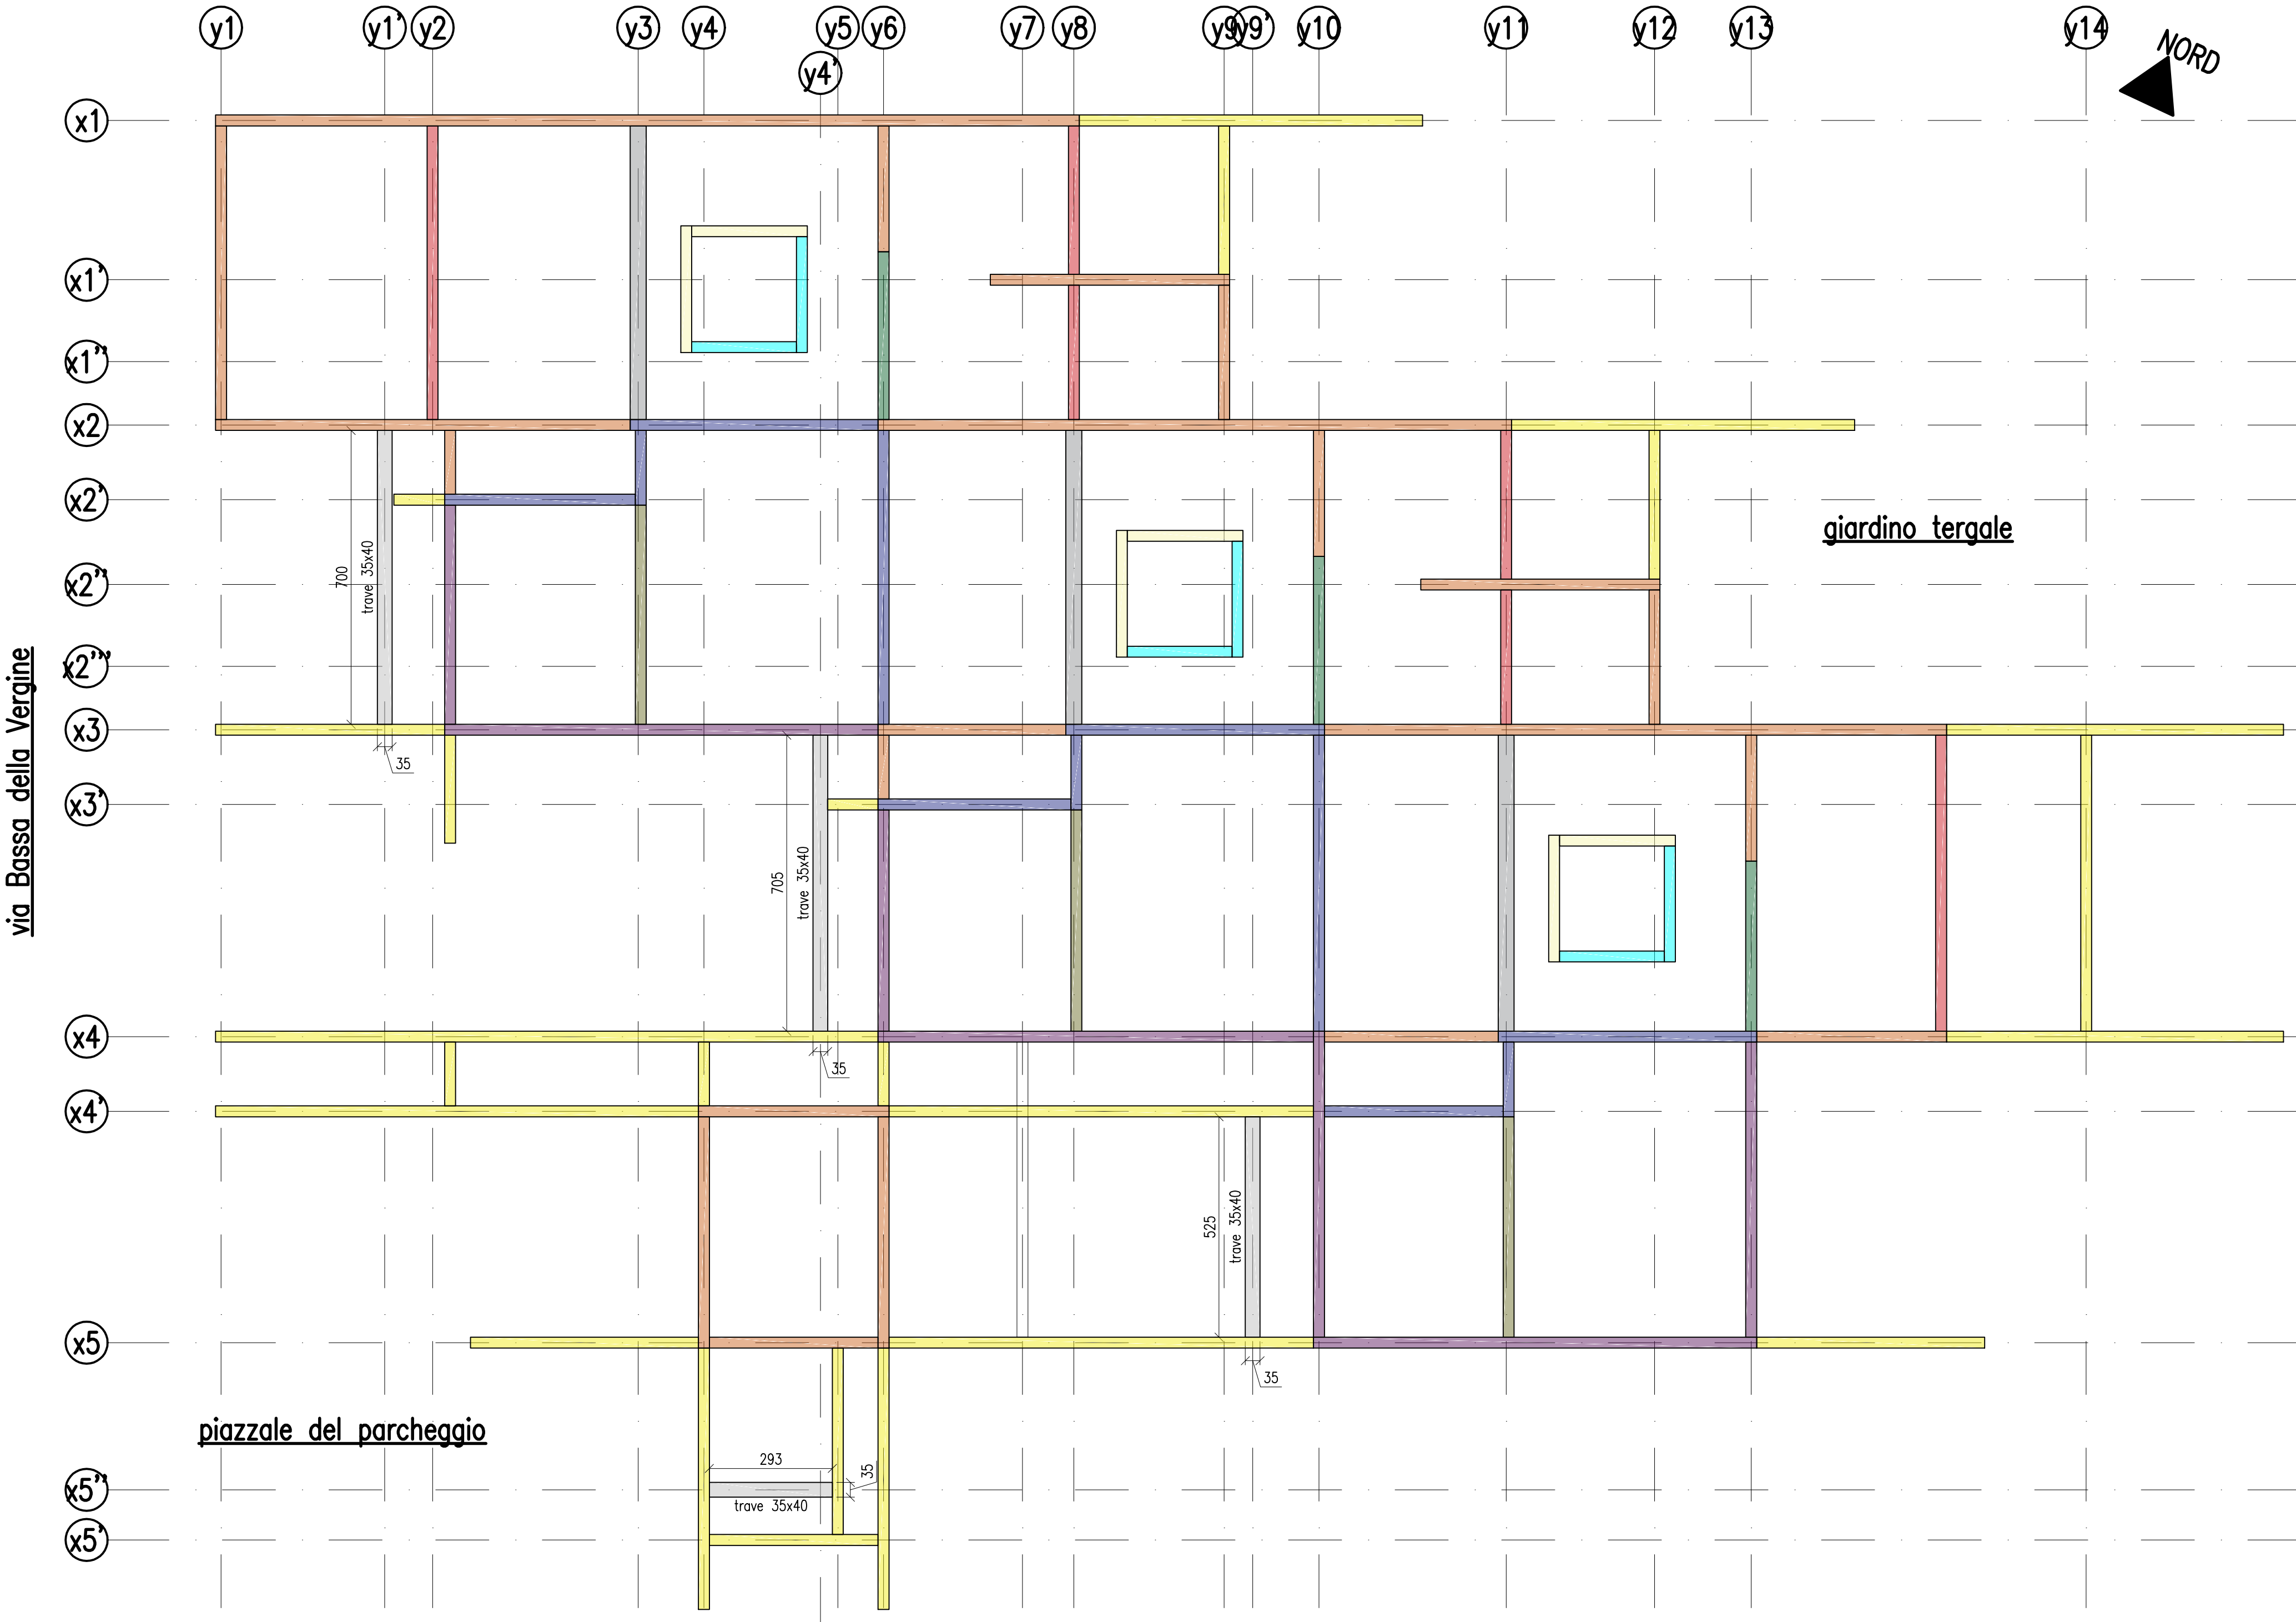 y1
y1'
y2
y3
y4
y5
y6
y7
y8
y9
y9'
y10
y11
y12
y13
y14
y4'
NORD
x1
x1'
x1''
x2
x2'
giardino tergale
700
trave 35x40
x2''
x2'''
via Bassa della Vergine
x3
35
x3'
705
trave 35x40
x4
35
x4'
525
trave 35x40
x5
35
piazzale del parcheggio
293
35
x5''
trave 35x40
x5'